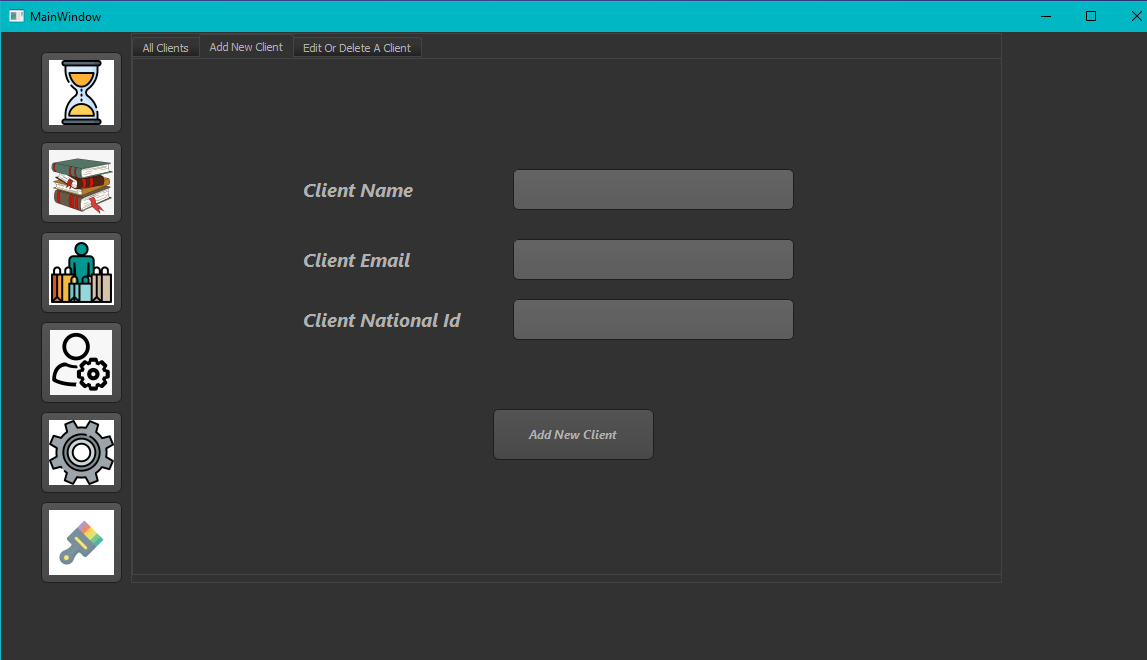 MainWindow
All Clients
Add New Client
Edit Or Delete A Client
Client Name
Client Email
Client National Id
Add New Client